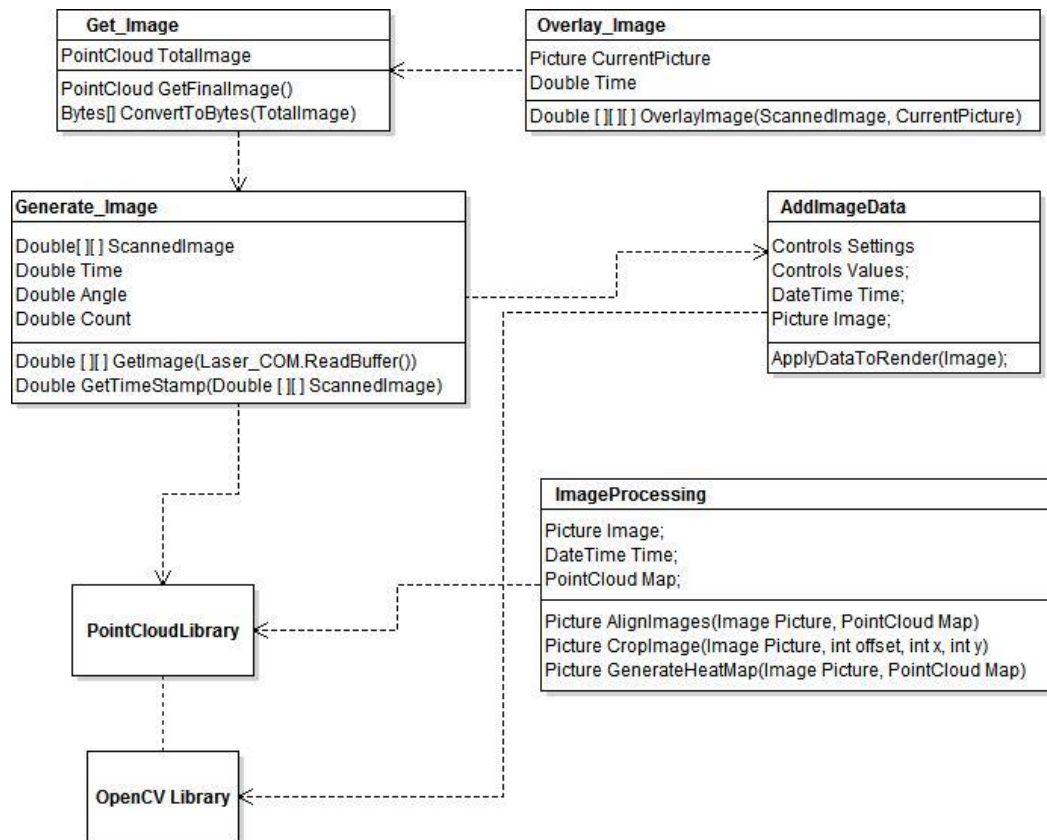 Get_Image
PointCloud TotalImage
PointCloud GetFinalImage()
Bytes[] ConvertToBytes(TotalImage)
Overlay_Image
Picture CurrentPicture
Double Time
Double [ ][ ][ ] OverlayImage(ScannedImage, CurrentPicture)
Generate_Image
Double[ ][ ] ScannedImage
Double Time
Double Angle
Double Count
Double [ ][ ] GetImage(Laser_COM.ReadBuffer())
Double GetTimeStamp(Double [ ][ ] ScannedImage)
AddImageData
Controls Settings
Controls Values;
DateTime Time;
Picture Image;
ApplyDataToRender(Image);
ImageProcessing
Picture Image;
DateTime Time;
PointCloud Map;
Picture AlignImages(Image Picture, PointCloud Map)
Picture CropImage(Image Picture, int offset, int x, int y)
Picture GenerateHeatMap(Image Picture, PointCloud Map)
PointCloudLibrary
OpenCV Library